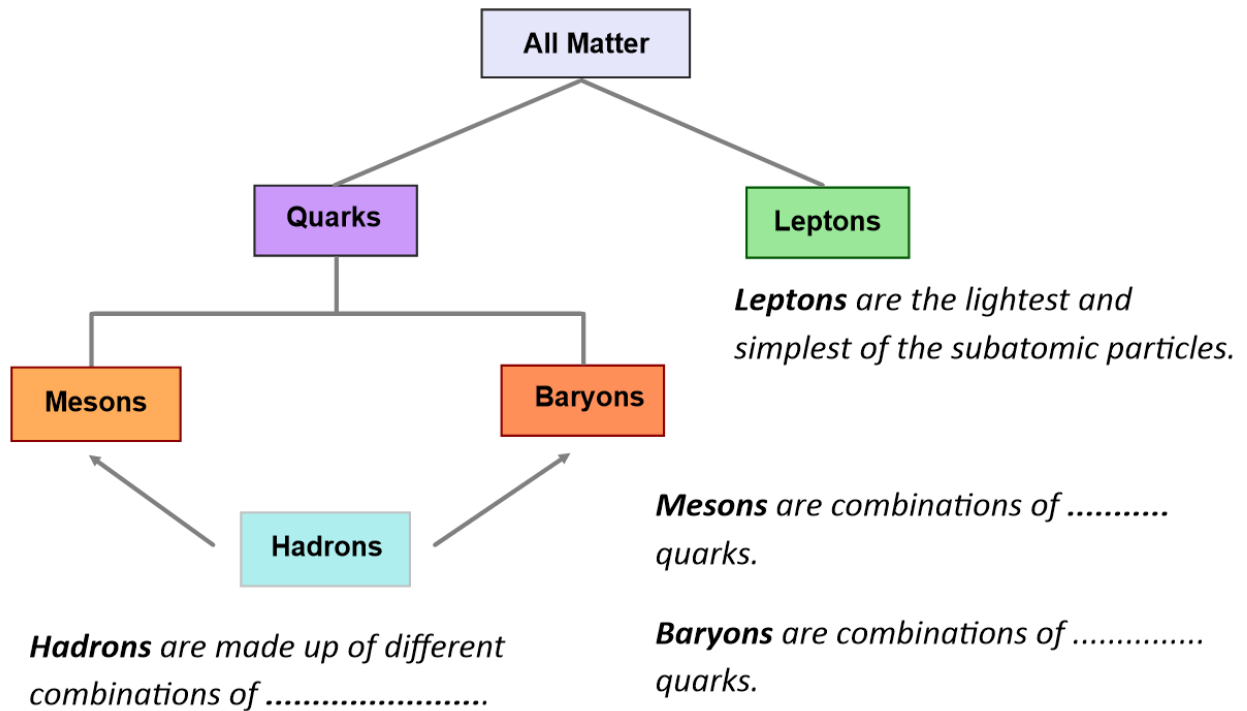 All Matter
Quarks
Leptons
Leptons are the lightest and
simplest of the subatomic particles.
Mesons
Baryons
Hadrons
Mesons are combinations of ...........
quarks.
Hadrons are made up of different
combinations of ........................
Baryons are combinations of ...............
quarks.